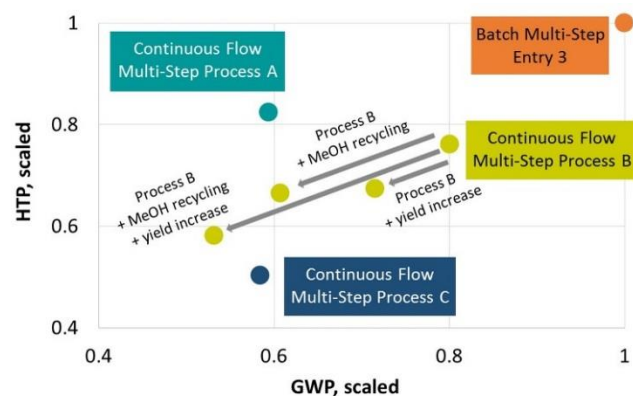 1
Continuous Flow
Multi-Step Process A
Batch Multi-Step
Entry 3
0.8
Process B
+ MeOH recycling
Continuous Flow
Multi-Step Process B
HTP, scaled
Process B
+ MeOH recycling
+ yield increase
Process B
+ yield increase
0.6
Continuous Flow
Multi-Step Process C
0.4
0.4
0.6
0.8
1
GWP, scaled